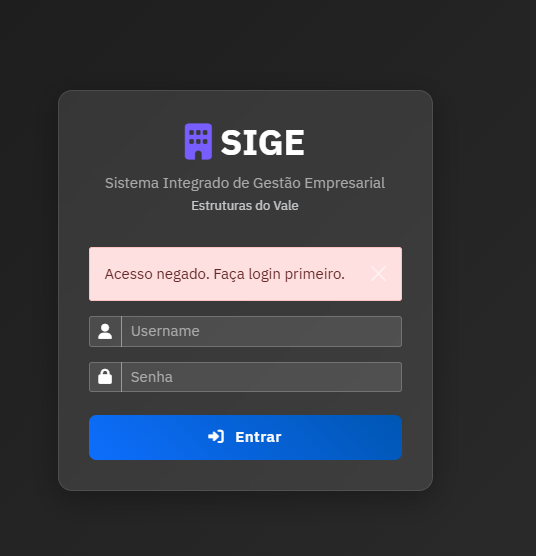 SIGE
Sistema Integrado de Gestão Empresarial
Estruturas do Vale
Acesso negado. Faça login primeiro.
Username
Senha
Entrar